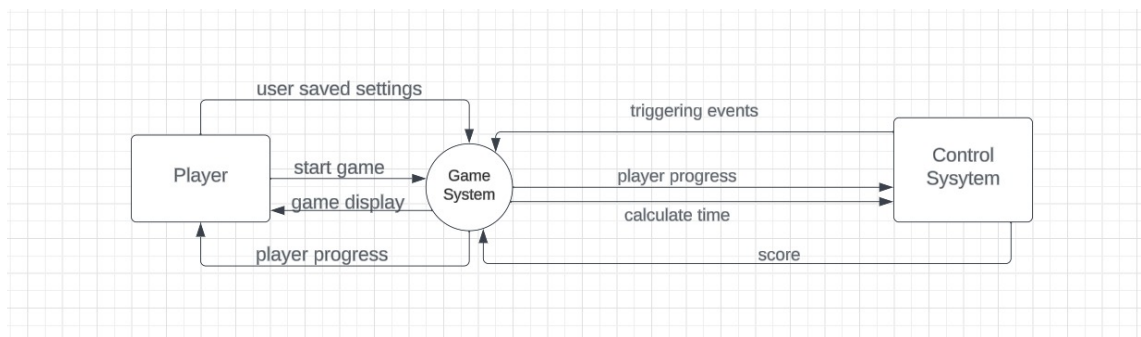 user saved settings
triggering events
Player
start game
Game
System
player progress
Control
Sysytem
game display
calculate time
player progress
score